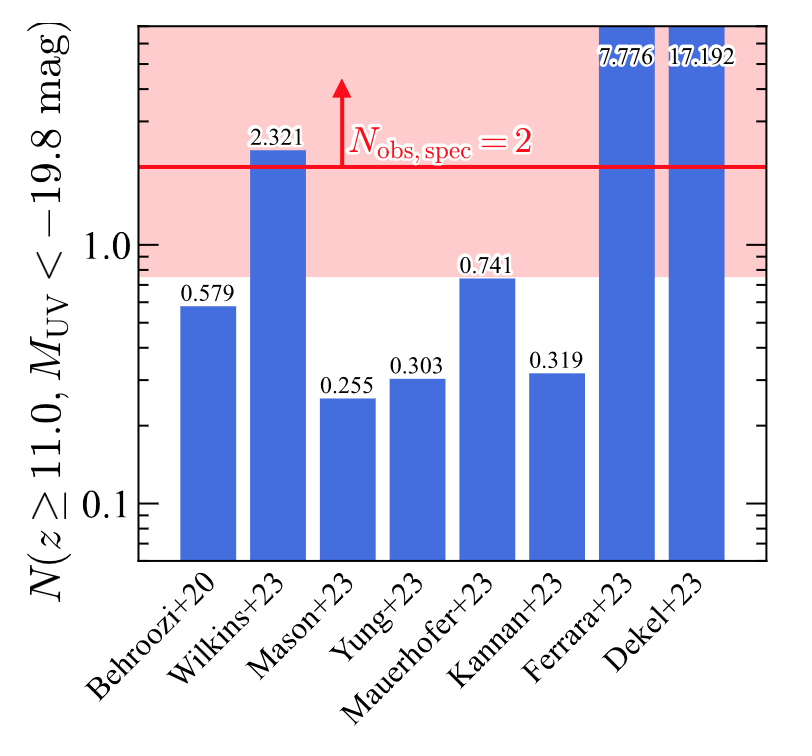 N(z ≥ 11.0, M_UV < −19.8 mag)
1.0
0.1
0.579
2.321
0.255
0.303
0.741
0.319
7.776
17.192
N_obs, spec = 2
Behroozi+20
Wilkins+23
Mason+23
Yung+23
Mauerhofer+23
Kannan+23
Ferrara+23
Dekel+23